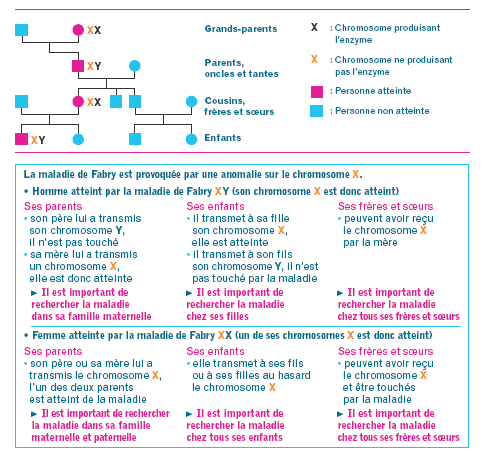 XX
Grands-parents
X : Chromosome produisant
l'enzyme
XY
Parents,
oncles et tantes
X : Chromosome ne produisant
pas l'enzyme
: Personne atteinte
XX
Cousins,
frères et sœurs
: Personne non atteinte
XY
Enfants
La maladie de Fabry est provoquée par une anomalie sur le chromosome X.
• Homme atteint par la maladie de Fabry XY (son chromosome X est donc atteint)
Ses parents
• son père lui a transmis
son chromosome Y,
il n'est pas touché
• sa mère lui a transmis
un chromosome X,
elle est donc atteinte
► Il est important de
rechercher la maladie
dans sa famille maternelle
Ses enfants
• il transmet à sa fille
son chromosome X,
elle est atteinte
• il transmet à son fils
son chromosome Y, il n'est
pas touché par la maladie
► Il est important de
rechercher la maladie
chez ses filles
Ses frères et sœurs
• peuvent avoir reçu
le chromosome X
par la mère
► Il est important de
rechercher la maladie
chez tous ses frères et sœurs
• Femme atteinte par la maladie de Fabry XX (un de ses chromosomes X est donc atteint)
Ses parents
• son père ou sa mère lui a
transmis le chromosome X,
l'un des deux parents
est atteint de la maladie
► Il est important de rechercher
la maladie dans sa famille
maternelle et paternelle
Ses enfants
• elle transmet à ses fils
ou à ses filles au hasard
le chromosome X
► Il est important de
rechercher la maladie
chez tous ses enfants
Ses frères et sœurs
• peuvent avoir reçu
le chromosome X
et être touchés
par la maladie
► Il est important de
rechercher la maladie
chez tous ses frères et sœurs